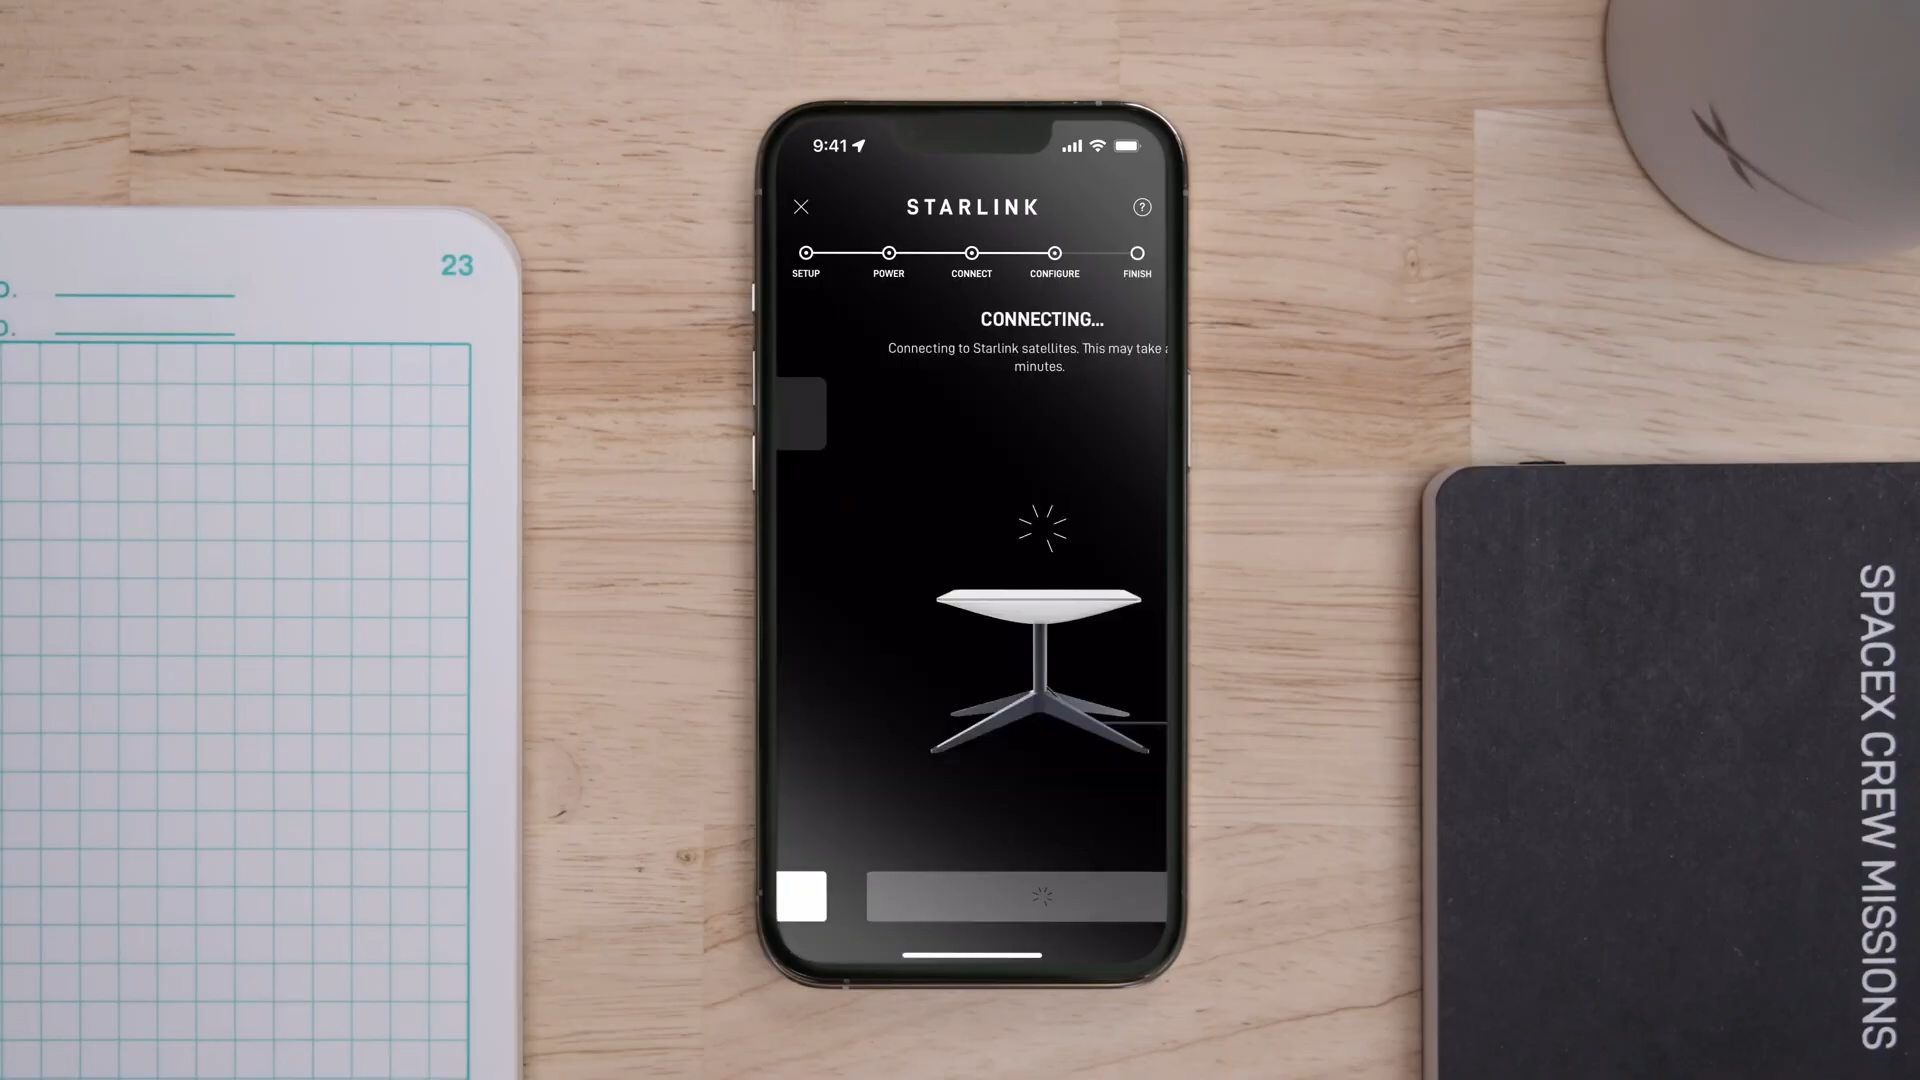 23
9:41
STARLINK
?
SETUP
POWER
CONNECT
CONFIGURE
FINISH
CONNECTING...
Connecting to Starlink satellites. This may take
minutes.
SPACEX CREW MISSIONS